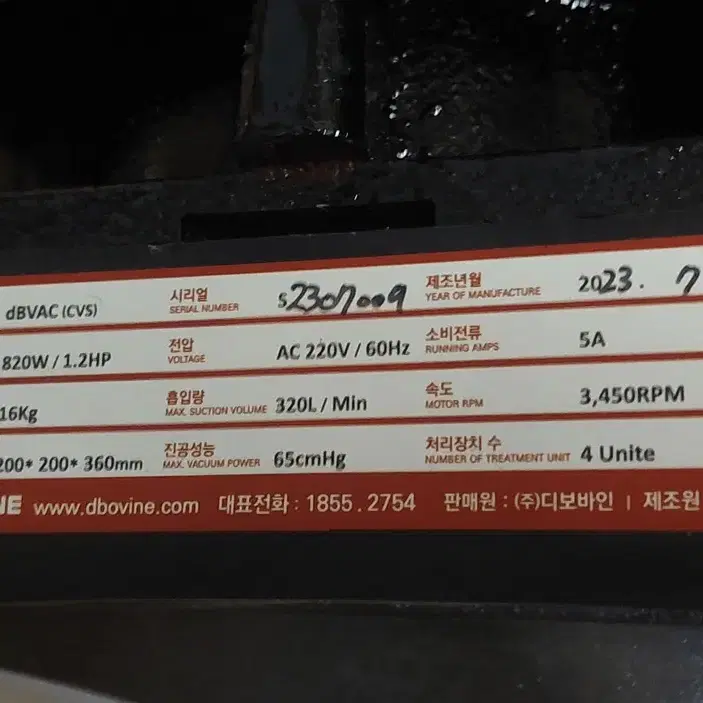 dBVAC (CVS) 시리얼 SERIAL NUMBER S2307009 제조년월 YEAR OF MANUFACTURE 2023. 7
820W / 1.2HP 전압 VOLTAGE AC 220V / 60Hz 소비전류 RUNNING AMPS 5A
16Kg 흡입량 MAX. SUCTION VOLUME 320L / Min 속도 MOTOR RPM 3,450RPM
200* 200* 360mm 진공성능 MAX. VACUUM POWER 65cmHg 처리장치 수 NUMBER OF TREATMENT UNIT 4 Unite
NE www.dbovine.com 대표전화 : 1855 . 2754 판매원 : (주)디보바인 | 제조원